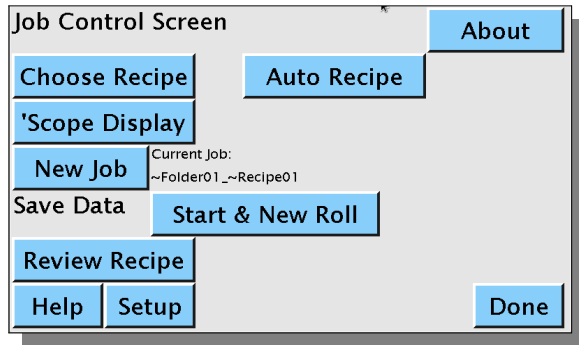 Job Control Screen
About
Choose Recipe
Auto Recipe
'Scope Display
New Job
Current Job:
~Folder01_~Recipe01
Save Data
Start & New Roll
Review Recipe
Help
Setup
Done